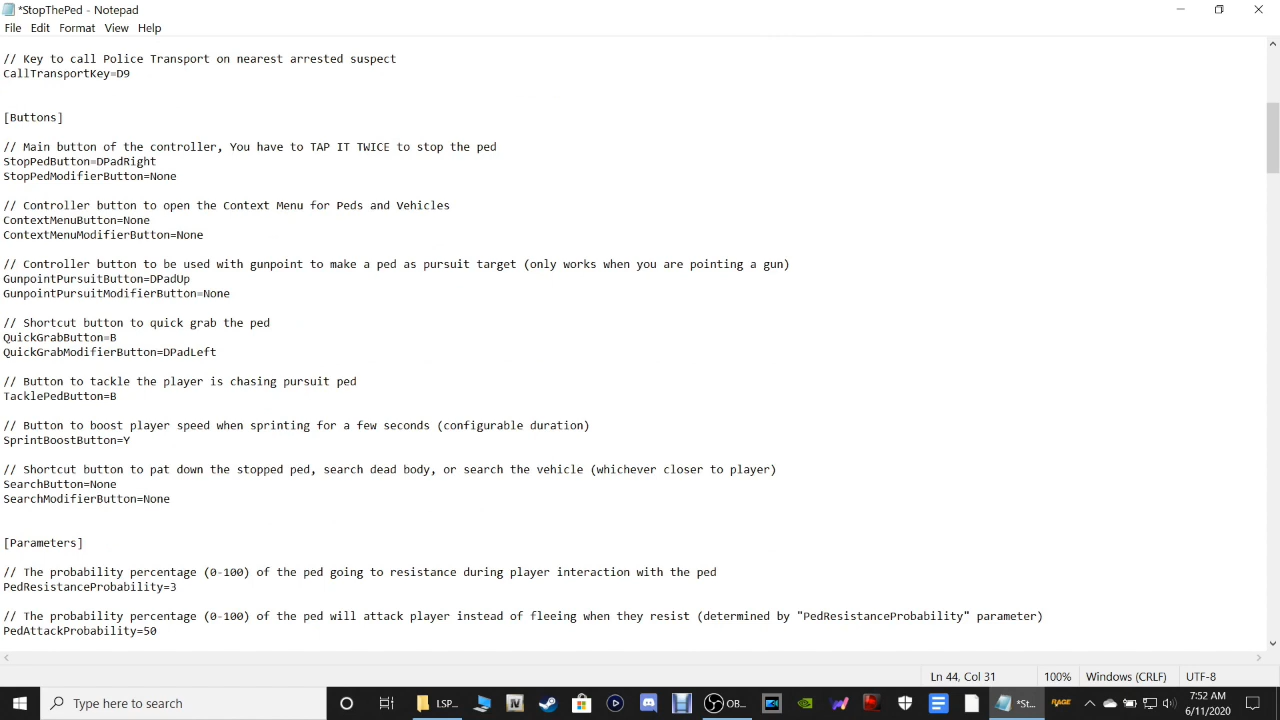 *StopThePed - Notepad
File Edit Format View Help
// Key to call Police Transport on nearest arrested suspect
CallTransportKey=D9
[Buttons]
// Main button of the controller, You have to TAP IT TWICE to stop the ped
StopPedButton=DPadRight
StopPedModifierButton=None
// Controller button to open the Context Menu for Peds and Vehicles
ContextMenuButton=None
ContextMenuModifierButton=None
// Controller button to be used with gunpoint to make a ped as pursuit target (only works when you are pointing a gun)
GunpointPursuitButton=DPadUp
GunpointPursuitModifierButton=None
// Shortcut button to quick grab the ped
QuickGrabButton=B
QuickGrabModifierButton=DPadLeft
// Button to tackle the player is chasing pursuit ped
TacklePedButton=B
// Button to boost player speed when sprinting for a few seconds (configurable duration)
SprintBoostButton=Y
// Shortcut button to pat down the stopped ped, search dead body, or search the vehicle (whichever closer to player)
SearchButton=None
SearchModifierButton=None
[Parameters]
// The probability percentage (0-100) of the ped going to resistance during player interaction with the ped
PedResistanceProbability=3
// The probability percentage (0-100) of the ped will attack player instead of fleeing when they resist (determined by "PedResistanceProbability" parameter)
PedAttackProbability=50
Ln 44, Col 31 100% Windows (CRLF) UTF-8
Type here to search LSP... IV OB... *St... RAGE 7:52 AM
6/11/2020